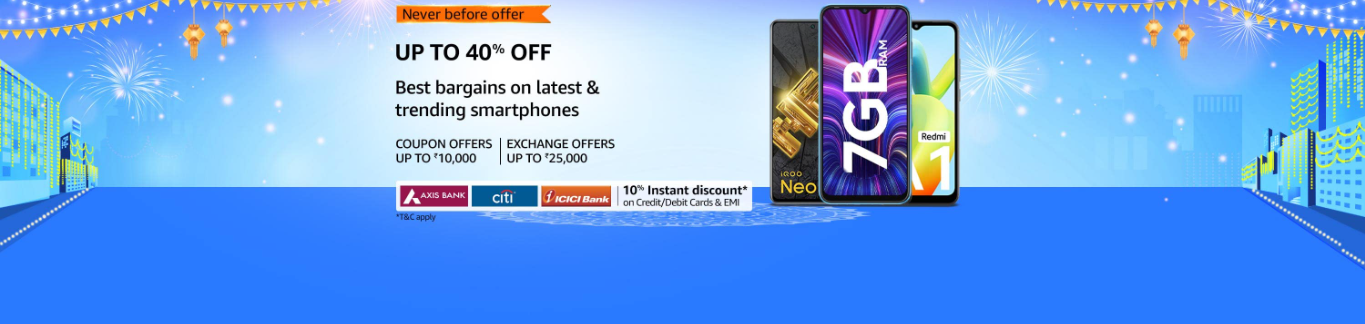 Never before offer
UP TO 40% OFF
Best bargains on latest &
trending smartphones
COUPON OFFERS
UP TO ₹10,000
EXCHANGE OFFERS
UP TO ₹25,000
AXIS BANK
citi
ICICI Bank
10% Instant discount*
on Credit/Debit Cards & EMI
*T&C apply
iQOO
Neo
7GB
RAM
Redmi
A1